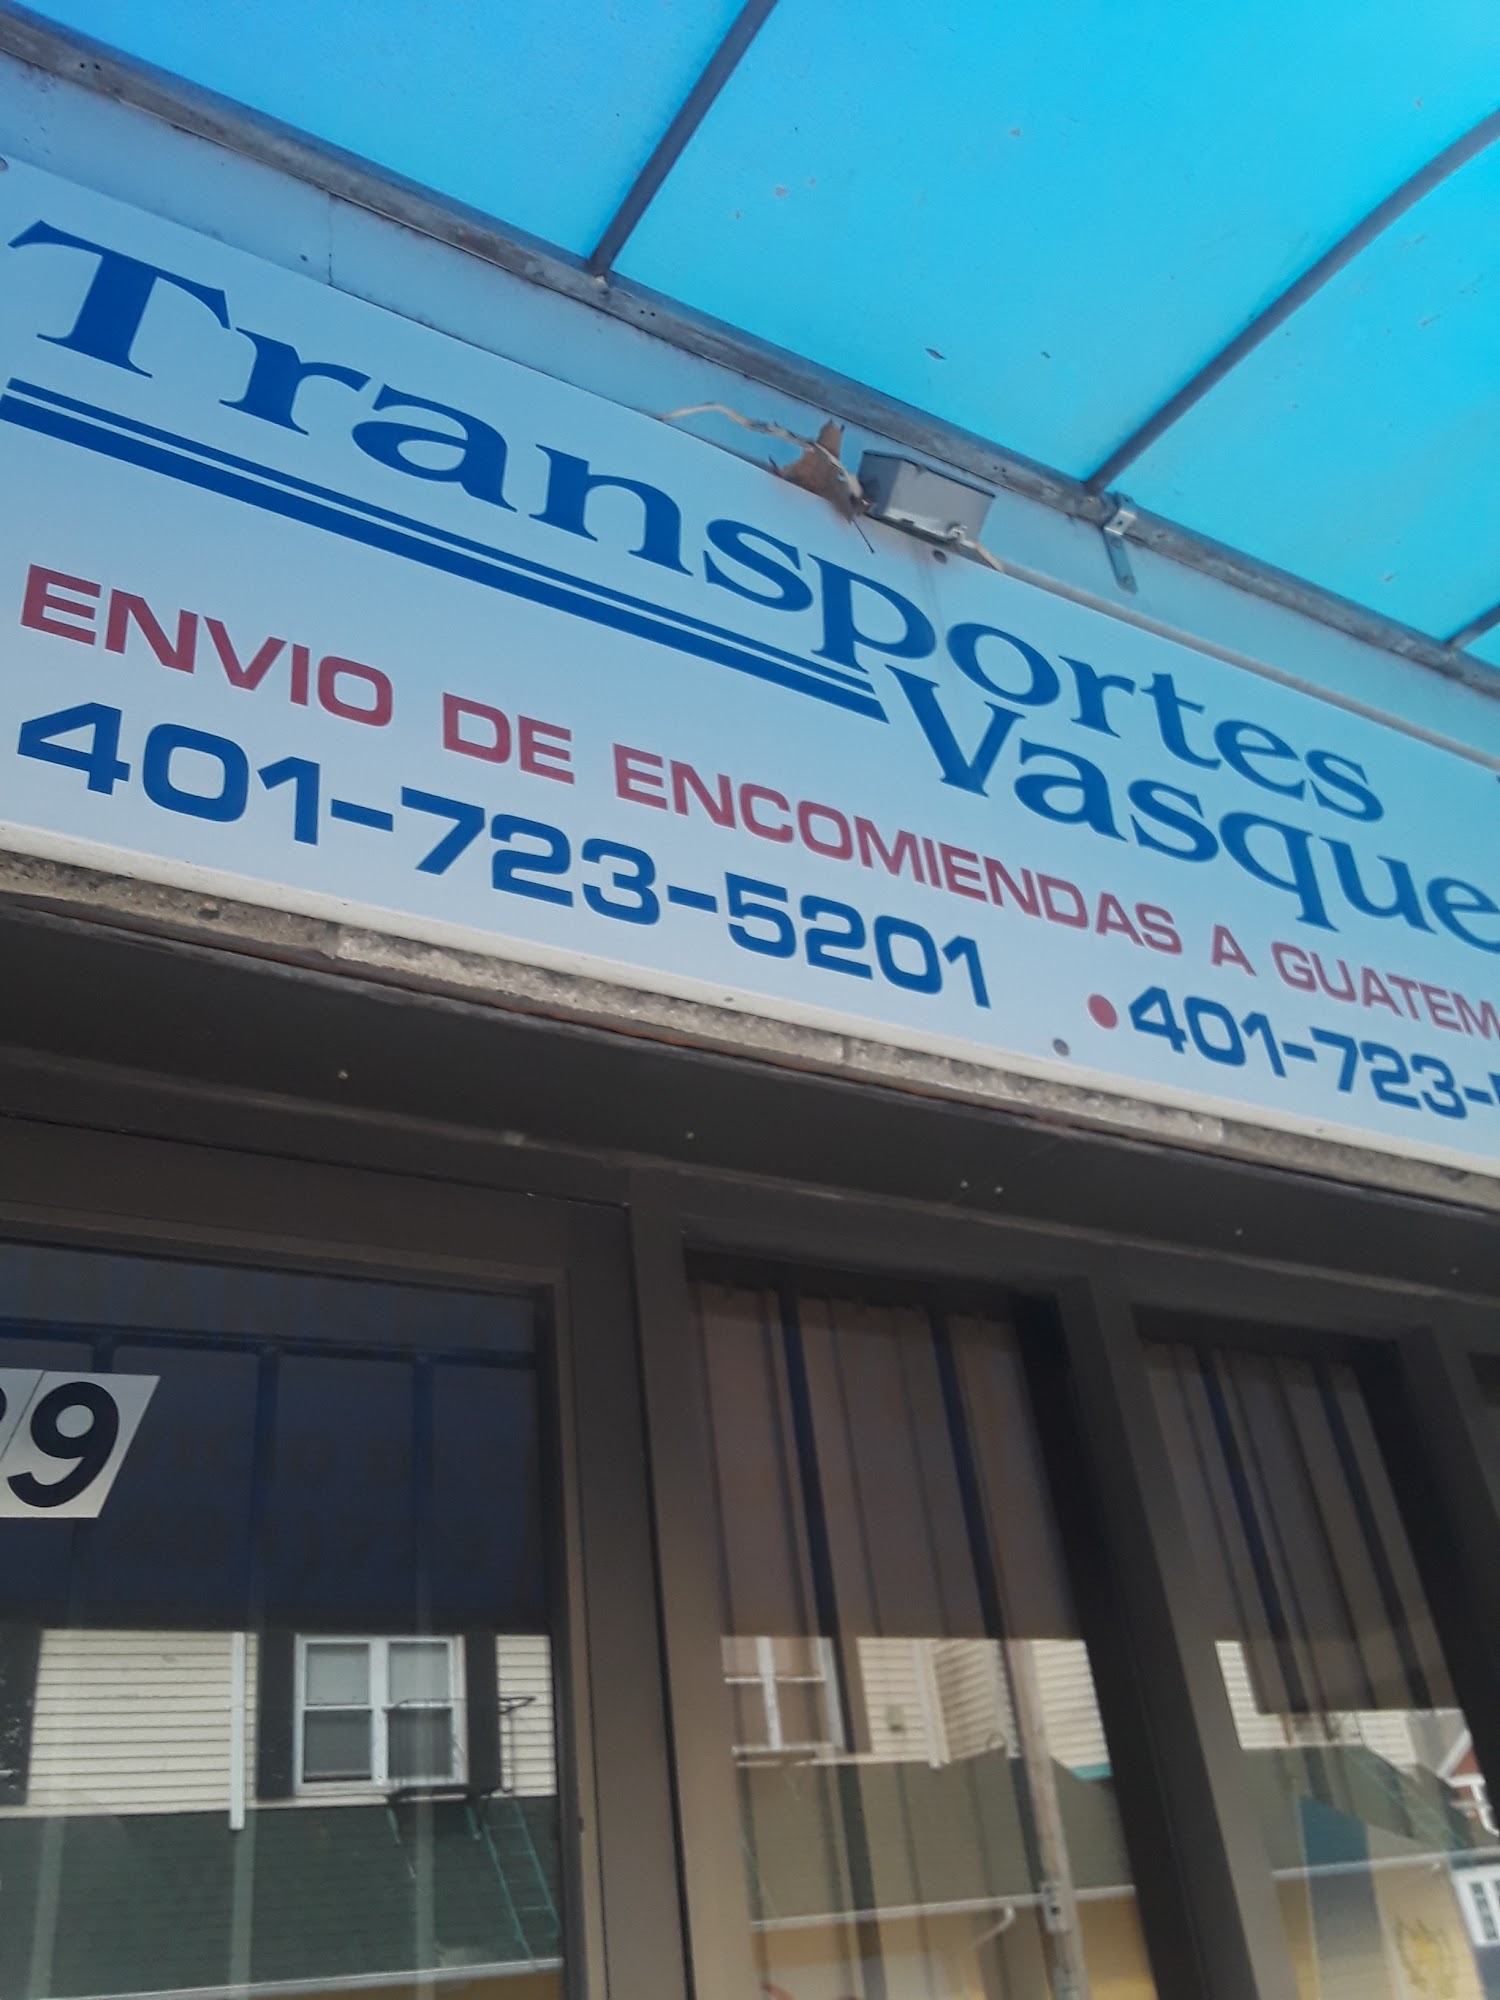 Transportes
Vasque
ENVIO DE ENCOMIENDAS A GUATEM
401-723-5201 • 401-723-
9